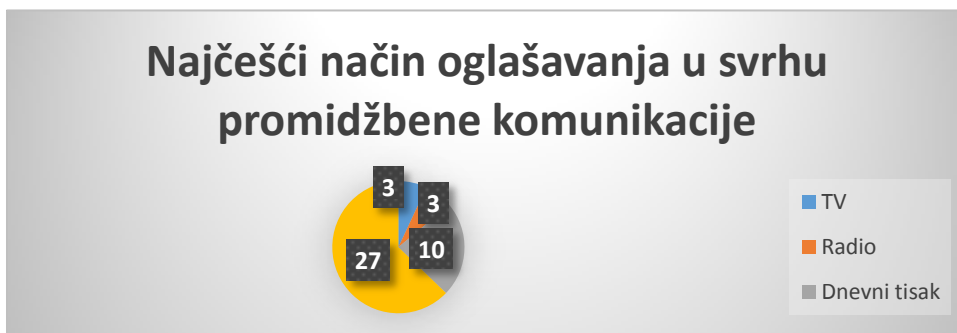 Najčešći način oglašavanja u svrhu
promidžbene komunikacije
3
3
10
27
TV
Radio
Dnevni tisak